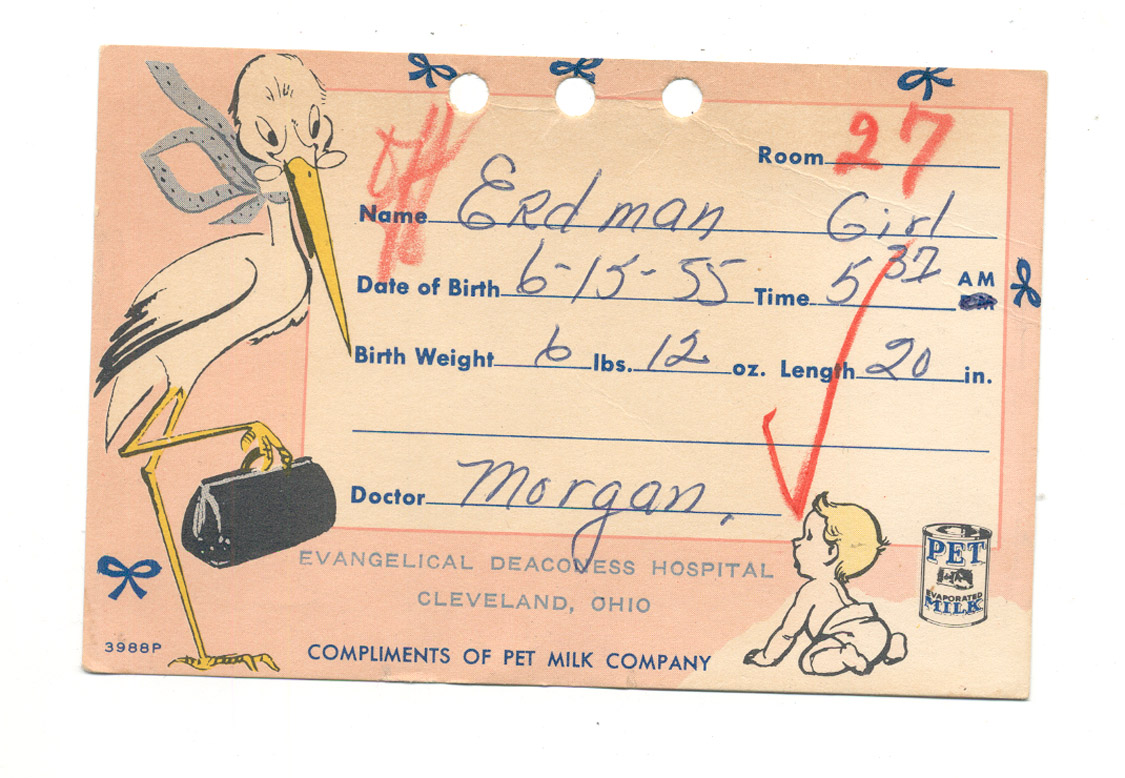 Room 27
off
Name Erdman Girl
Date of Birth 6-15-55 Time 5 37 AM PM
Birth Weight 6 lbs. 12 oz. Length 20 in.
Doctor Morgan,
EVANGELICAL DEACONESS HOSPITAL
CLEVELAND, OHIO
PET
EVAPORATED
MILK
3988P
COMPLIMENTS OF PET MILK COMPANY